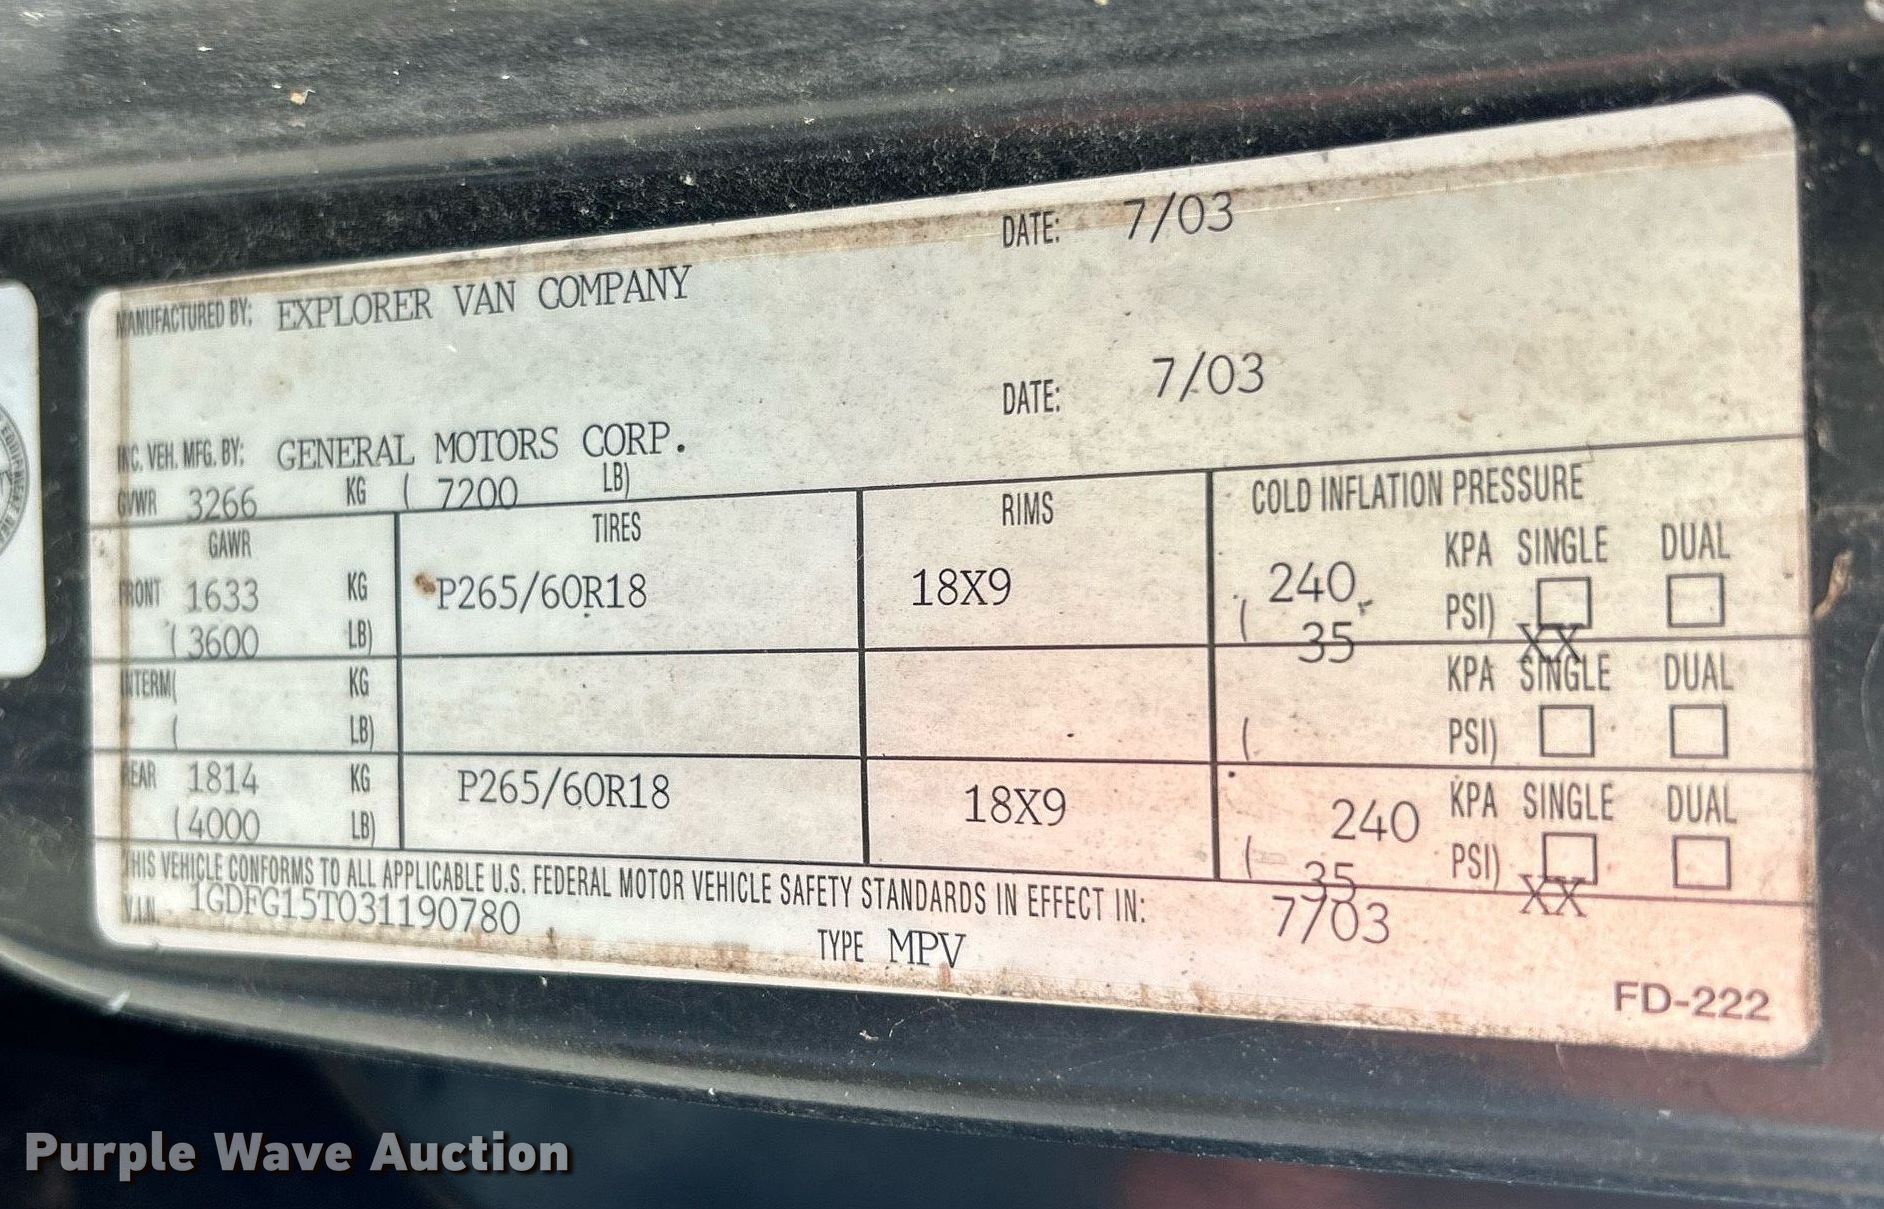 DATE: 7/03
MANUFACTURED BY: EXPLORER VAN COMPANY
DATE: 7/03
INC. VEH. MFG. BY: GENERAL MOTORS CORP.
GVWR 3266 KG ( 7200 LB)
GAWR TIRES RIMS COLD INFLATION PRESSURE
FRONT 1633 KG P265/60R18 18X9 240 KPA SINGLE DUAL
(3600 LB) ( 35 PSI) XX
INTERM( KG KPA SINGLE DUAL
( LB) ( PSI)
REAR 1814 KG P265/60R18 18X9 240 KPA SINGLE DUAL
(4000 LB) ( 35 PSI) XX
THIS VEHICLE CONFORMS TO ALL APPLICABLE U.S. FEDERAL MOTOR VEHICLE SAFETY STANDARDS IN EFFECT IN: 7/03
V.I.N. 1GDFG15T031190780 TYPE MPV
FD-222
Purple Wave Auction